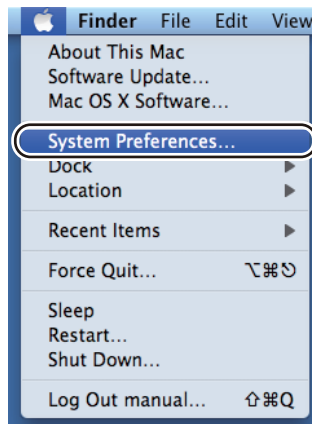 Finder File Edit View
About This Mac
Software Update...
Mac OS X Software...
System Preferences...
Dock
Location
Recent Items
Force Quit... ⌥⌘⎋
Sleep
Restart...
Shut Down...
Log Out manual... ⇧⌘Q